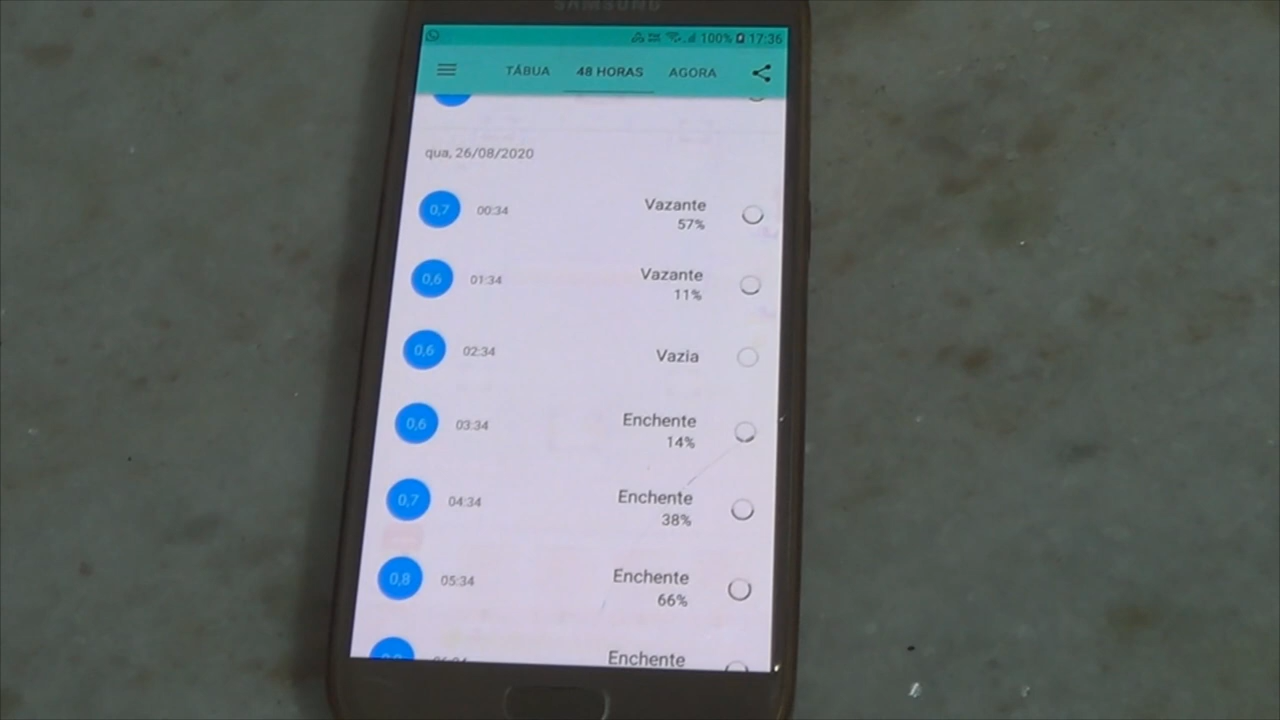 SAMSUNG
100% 17:36
TÁBUA 48 HORAS AGORA
qua, 26/08/2020
0,7 00:34 Vazante
57%
0,6 01:34 Vazante
11%
0,6 02:34 Vazia
0,6 03:34 Enchente
14%
0,7 04:34 Enchente
38%
0,8 05:34 Enchente
66%
Enchente